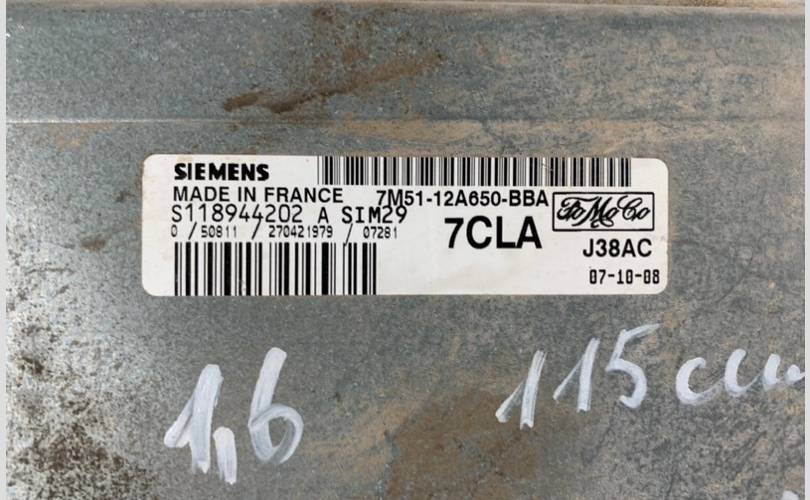 SIEMENS
MADE IN FRANCE 7M51-12A650-BBA
S118944202 A SIM29 FoMoCo
0 / 50811 / 270421979 / 07281 7CLA J38AC
07-10-08
1,6 115